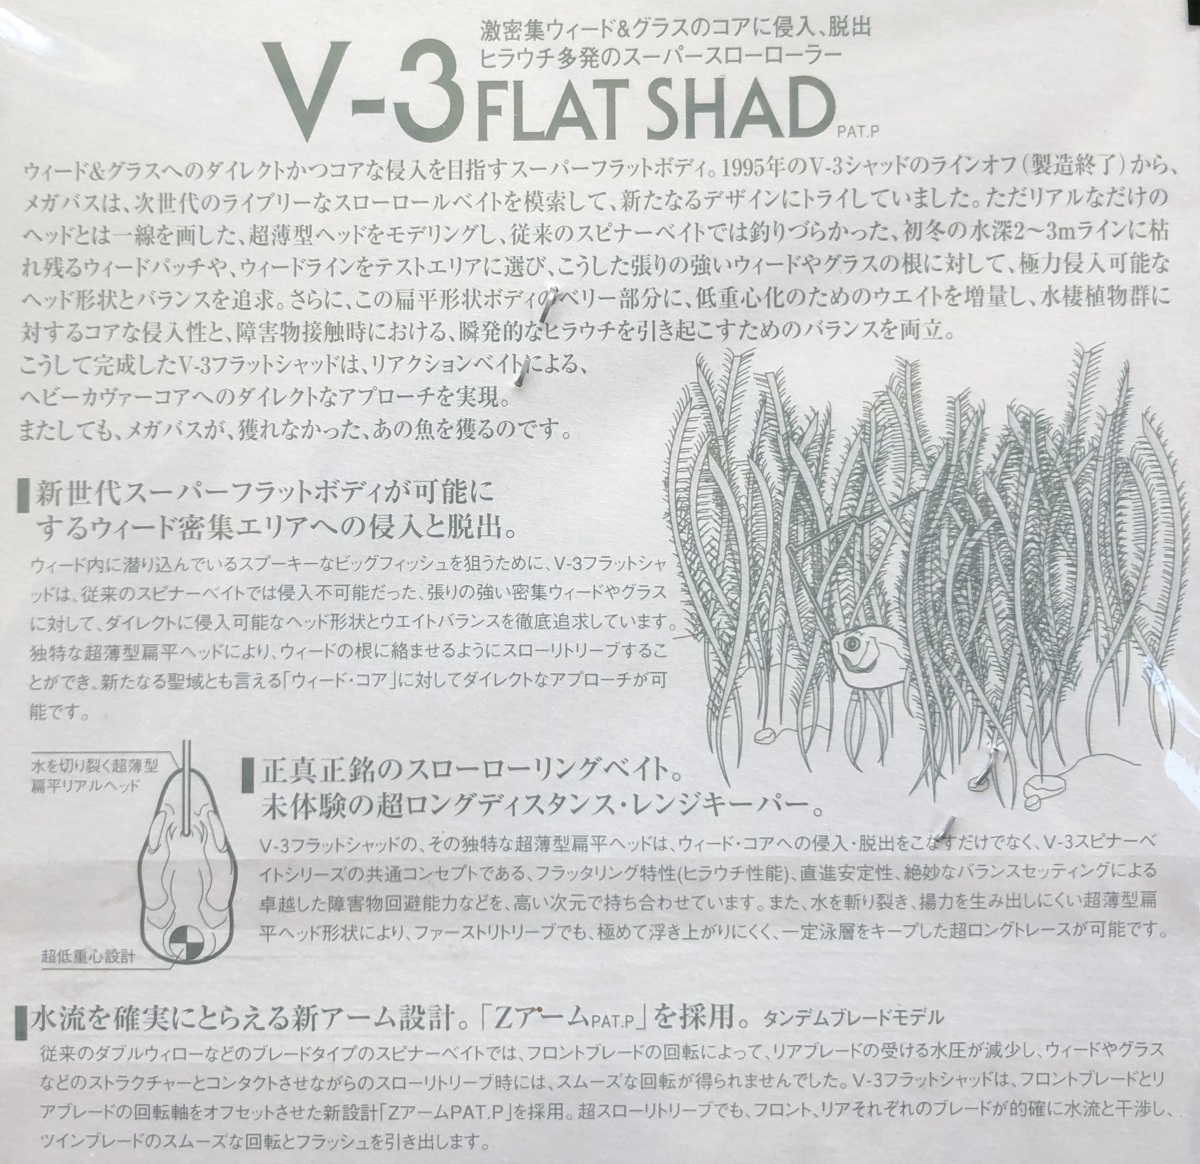 激密集ウィード&グラスのコアに侵入、脱出
ヒラウチ多発のスーパースローローラー
V-3 FLAT SHAD PAT.P
ウィード&グラスへのダイレクトかつコアな侵入を目指すスーパーフラットボディ。1995年のV-3シャッドのラインオフ(製造終了)から、
メガバスは、次世代のライブリーなスローロールベイトを模索して、新たなるデザインにトライしていました。ただリアルなだけの
ヘッドとは一線を画した、超薄型ヘッドをモデリングし、従来のスピナーベイトでは釣りづらかった、初冬の水深2〜3mラインに枯
れ残るウィードパッチや、ウィードラインをテストエリアに選び、こうした張りの強いウィードやグラスの根に対して、極力侵入可能な
ヘッド形状とバランスを追求。さらに、この扁平形状ボディのベリー部分に、低重心化のためのウエイトを増量し、水棲植物群に
対するコアな侵入性と、障害物接触時における、瞬発的なヒラウチを引き起こすためのバランスを両立。
こうして完成したV-3フラットシャッドは、リアクションベイトによる、
ヘビーカヴァーコアへのダイレクトなアプローチを実現。
またしても、メガバスが、獲れなかった、あの魚を獲るのです。
新世代スーパーフラットボディが可能に
するウィード密集エリアへの侵入と脱出。
ウィード内に潜り込んでいるスプーキーなビッグフィッシュを狙うために、V-3フラットシャ
ッドは、従来のスピナーベイトでは侵入不可能だった、張りの強い密集ウィードやグラス
に対して、ダイレクトに侵入可能なヘッド形状とウエイトバランスを徹底追求しています。
独特な超薄型扁平ヘッドにより、ウィードの根に絡ませるようにスローリトリーブするこ
とができ、新たなる聖域とも言える「ウィード・コア」に対してダイレクトなアプローチが可
能です。
水を切り裂く超薄型
扁平リアルヘッド
超低重心設計
正真正銘のスローローリングベイト。
未体験の超ロングディスタンス・レンジキーパー。
V-3フラットシャッドの、その独特な超薄型扁平ヘッドは、ウィード・コアへの侵入・脱出をこなすだけでなく、V-3スピナーベ
イトシリーズの共通コンセプトである、フラッタリング特性(ヒラウチ性能)、直進安定性、絶妙なバランスセッティングによる
卓越した障害物回避能力などを、高い次元で持ち合わせています。また、水を斬り裂き、揚力を生み出しにくい超薄型扁
平ヘッド形状により、ファーストリトリーブでも、極めて浮き上がりにくく、一定泳層をキープした超ロングトレースが可能です。
水流を確実にとらえる新アーム設計。「ZアームPAT.P」を採用。タンデムブレードモデル
従来のダブルウィローなどのブレードタイプのスピナーベイトでは、フロントブレードの回転によって、リアブレードの受ける水圧が減少し、ウィードやグラス
などのストラクチャーとコンタクトさせながらのスローリトリーブ時には、スムーズな回転が得られませんでした。V-3フラットシャッドは、フロントブレードとリ
アブレードの回転軸をオフセットさせた新設計「ZアームPAT.P」を採用。超スローリトリーブでも、フロント、リアそれぞれのブレードが的確に水流と干渉し、
ツインブレードのスムーズな回転とフラッシュを引き出します。